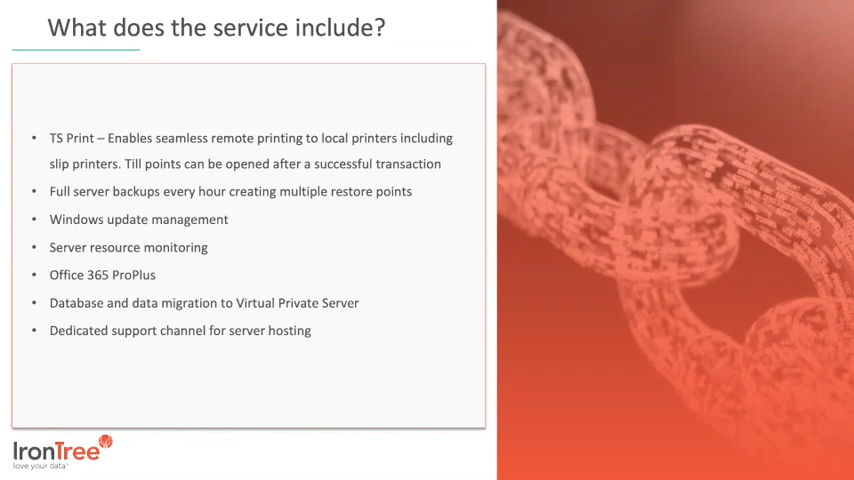 What does the service include?
• TS Print – Enables seamless remote printing to local printers including
slip printers. Till points can be opened after a successful transaction
• Full server backups every hour creating multiple restore points
• Windows update management
• Server resource monitoring
• Office 365 ProPlus
• Database and data migration to Virtual Private Server
• Dedicated support channel for server hosting
IronTree
love your data™